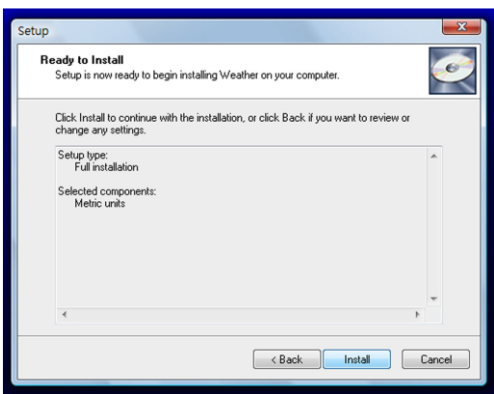 Setup
Ready to Install
Setup is now ready to begin installing Weather on your computer.
Click Install to continue with the installation, or click Back if you want to review or
change any settings.
Setup type:
Full installation
Selected components:
Metric units
< Back
Install
Cancel